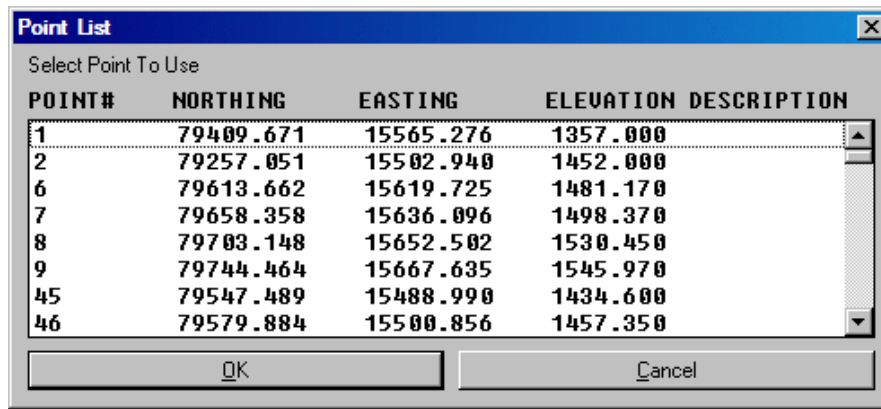 Point List
Select Point To Use
POINT# NORTHING EASTING ELEVATION DESCRIPTION
1 79409.671 15565.276 1357.000
2 79257.051 15502.940 1452.000
6 79613.662 15619.725 1481.170
7 79658.358 15636.096 1498.370
8 79703.148 15652.502 1530.450
9 79744.464 15667.635 1545.970
45 79547.489 15488.990 1434.600
46 79579.884 15500.856 1457.350
OK Cancel